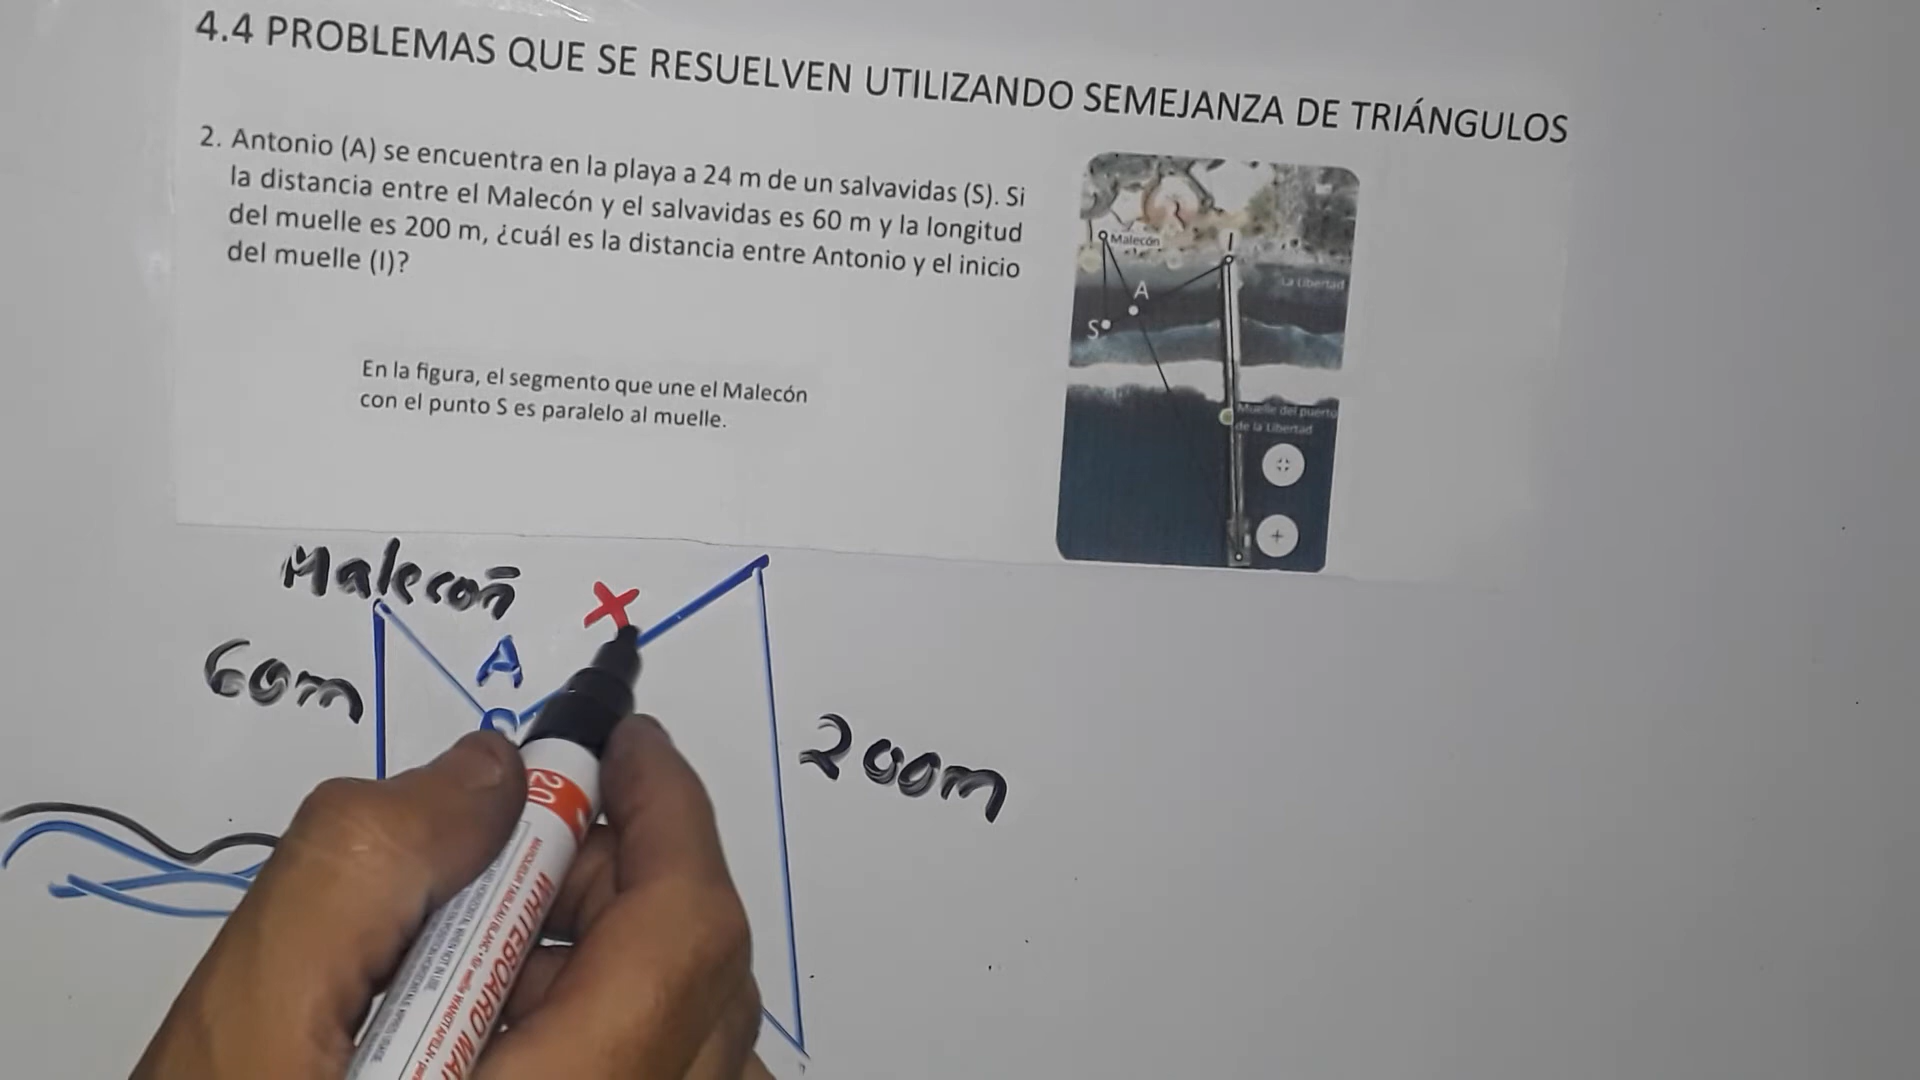 4.4 PROBLEMAS QUE SE RESUELVEN UTILIZANDO SEMEJANZA DE TRIÁNGULOS
2. Antonio (A) se encuentra en la playa a 24 m de un salvavidas (S). Si
la distancia entre el Malecón y el salvavidas es 60 m y la longitud
del muelle es 200 m, ¿cuál es la distancia entre Antonio y el inicio
del muelle (I)?
En la figura, el segmento que une el Malecón
con el punto S es paralelo al muelle.
Malecón
I
La Libertad
A
S
Muelle del puerto
de la Libertad
Malecón
X
A
60m
200m
20
WHITEBOARD MA